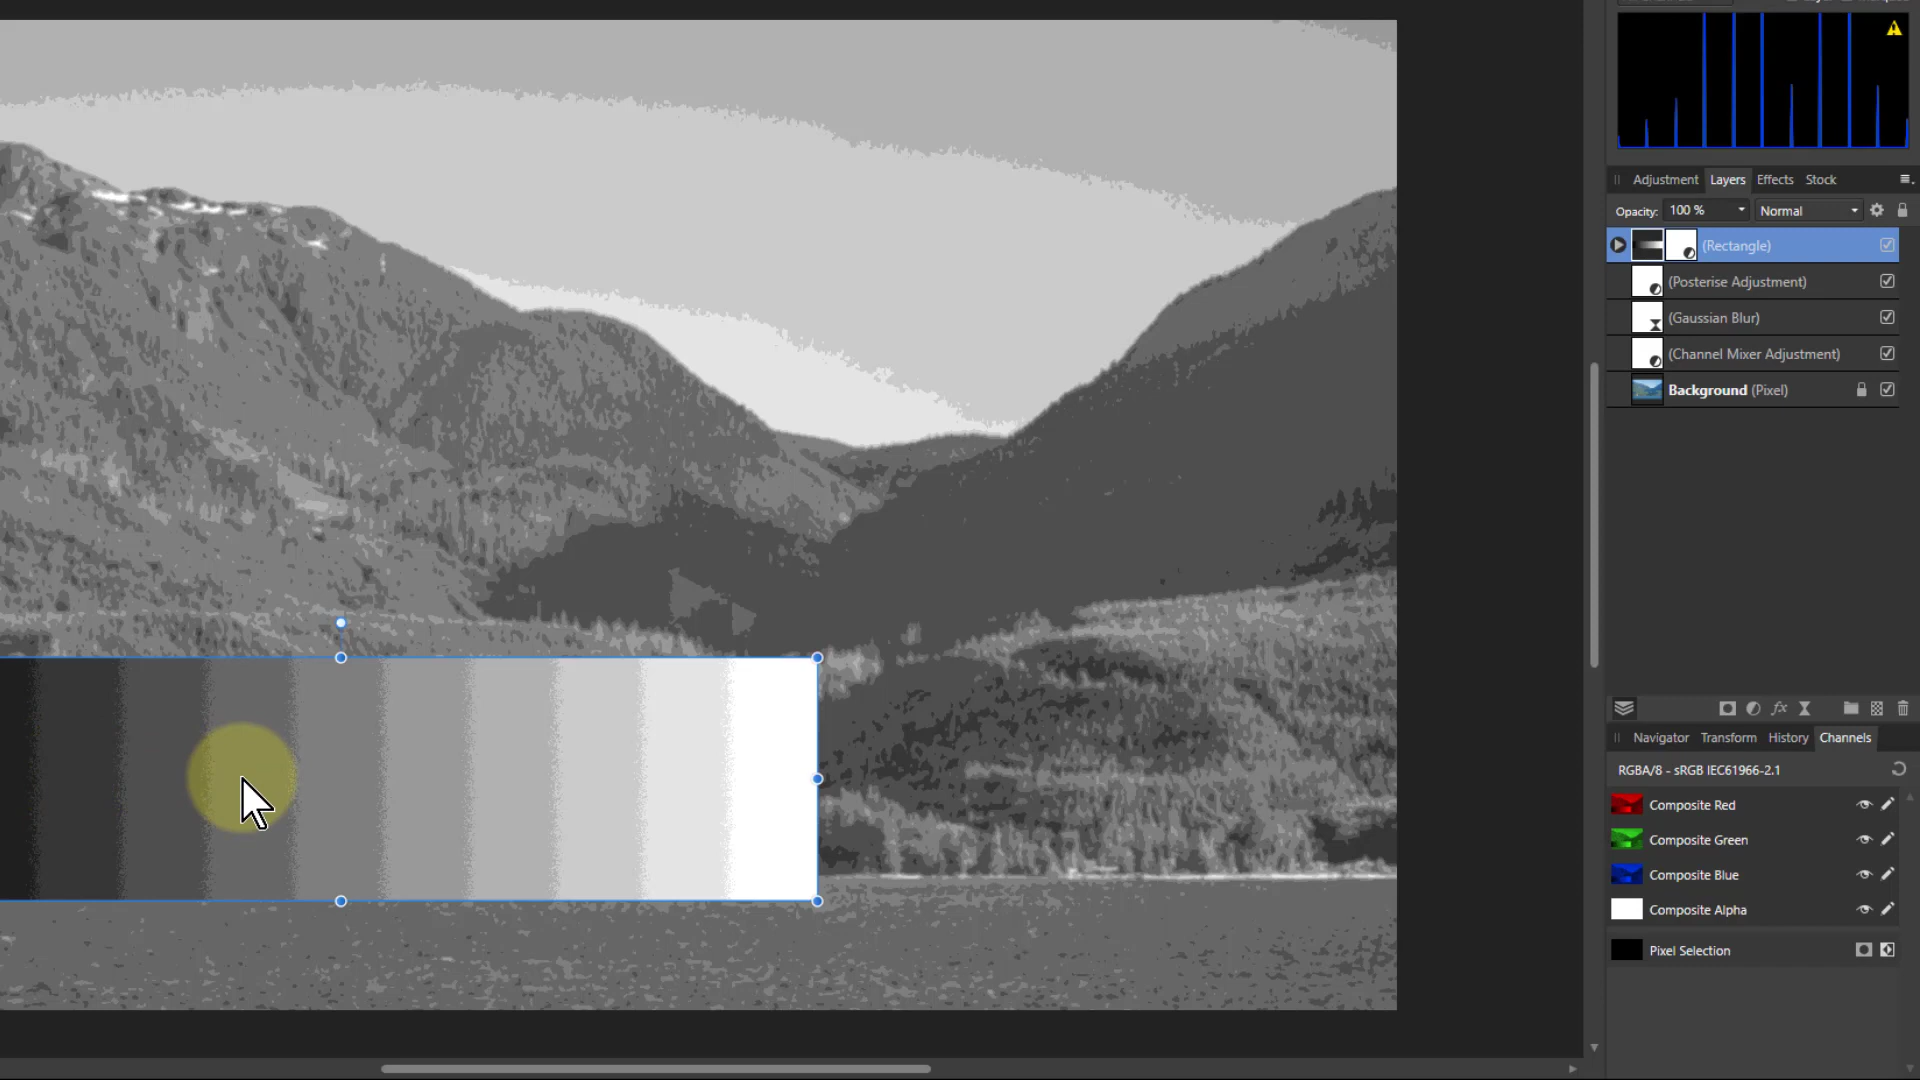 Adjustment Layers Effects Stock
Opacity: 100 % Normal
(Rectangle)
(Posterise Adjustment)
(Gaussian Blur)
(Channel Mixer Adjustment)
Background (Pixel)
fx
Navigator Transform History Channels
RGBA/8 - sRGB IEC61966-2.1
Composite Red
Composite Green
Composite Blue
Composite Alpha
Pixel Selection